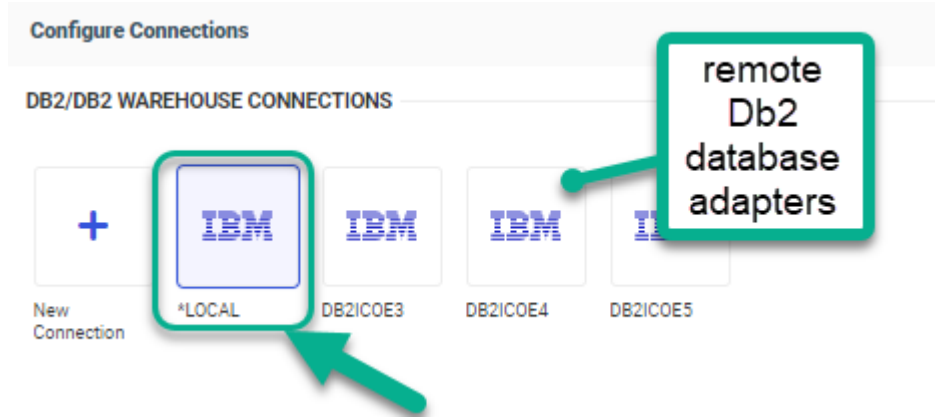 Configure Connections
remote
Db2
database
adapters
DB2/DB2 WAREHOUSE CONNECTIONS
IBM
IBM
IBM
New
Connection
*LOCAL
DB2ICOE3
DB2ICOE4
DB2ICOE5